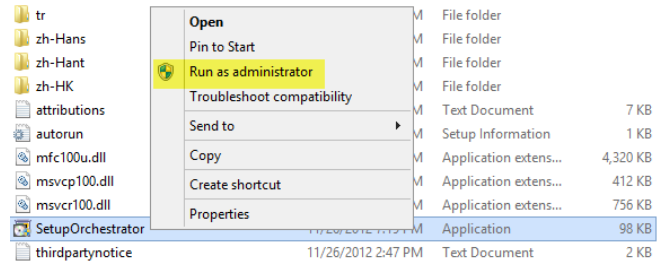 tr M File folder
Open
zh-Hans M File folder
Pin to Start
zh-Hant M File folder
Run as administrator
zh-HK M File folder
Troubleshoot compatibility
attributions M Text Document 7 KB
Send to
autorun M Setup Information 1 KB
mfc100u.dll M Application extens... 4,320 KB
Copy
msvcp100.dll M Application extens... 412 KB
Create shortcut
msvcr100.dll M Application extens... 756 KB
Properties
SetupOrchestrator M Application 98 KB
thirdpartynotice 11/26/2012 2:47 PM Text Document 2 KB